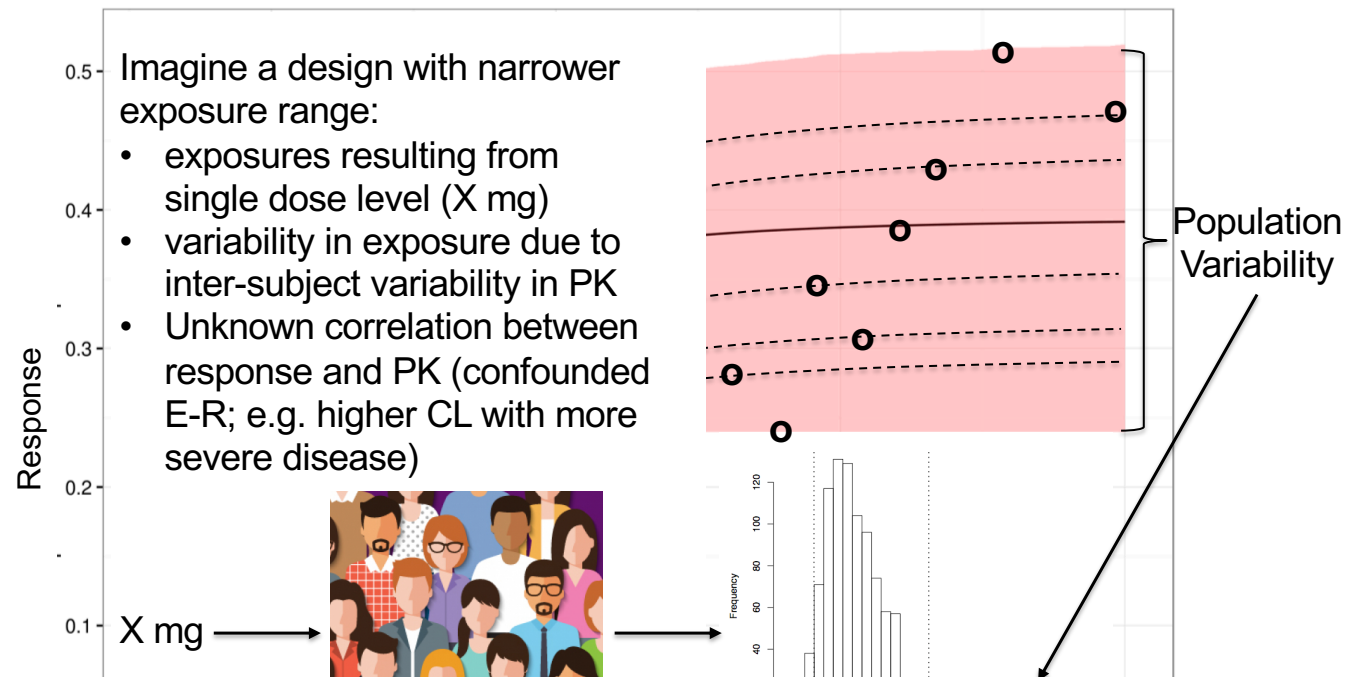 Imagine a design with narrower
exposure range:
• exposures resulting from
single dose level (X mg)
• variability in exposure due to
inter-subject variability in PK
• Unknown correlation between
response and PK (confounded
E-R; e.g. higher CL with more
severe disease)
Population
Variability
Response
0.5
0.4
0.3
0.2
0.1
X mg
Frequency
120
100
80
60
40